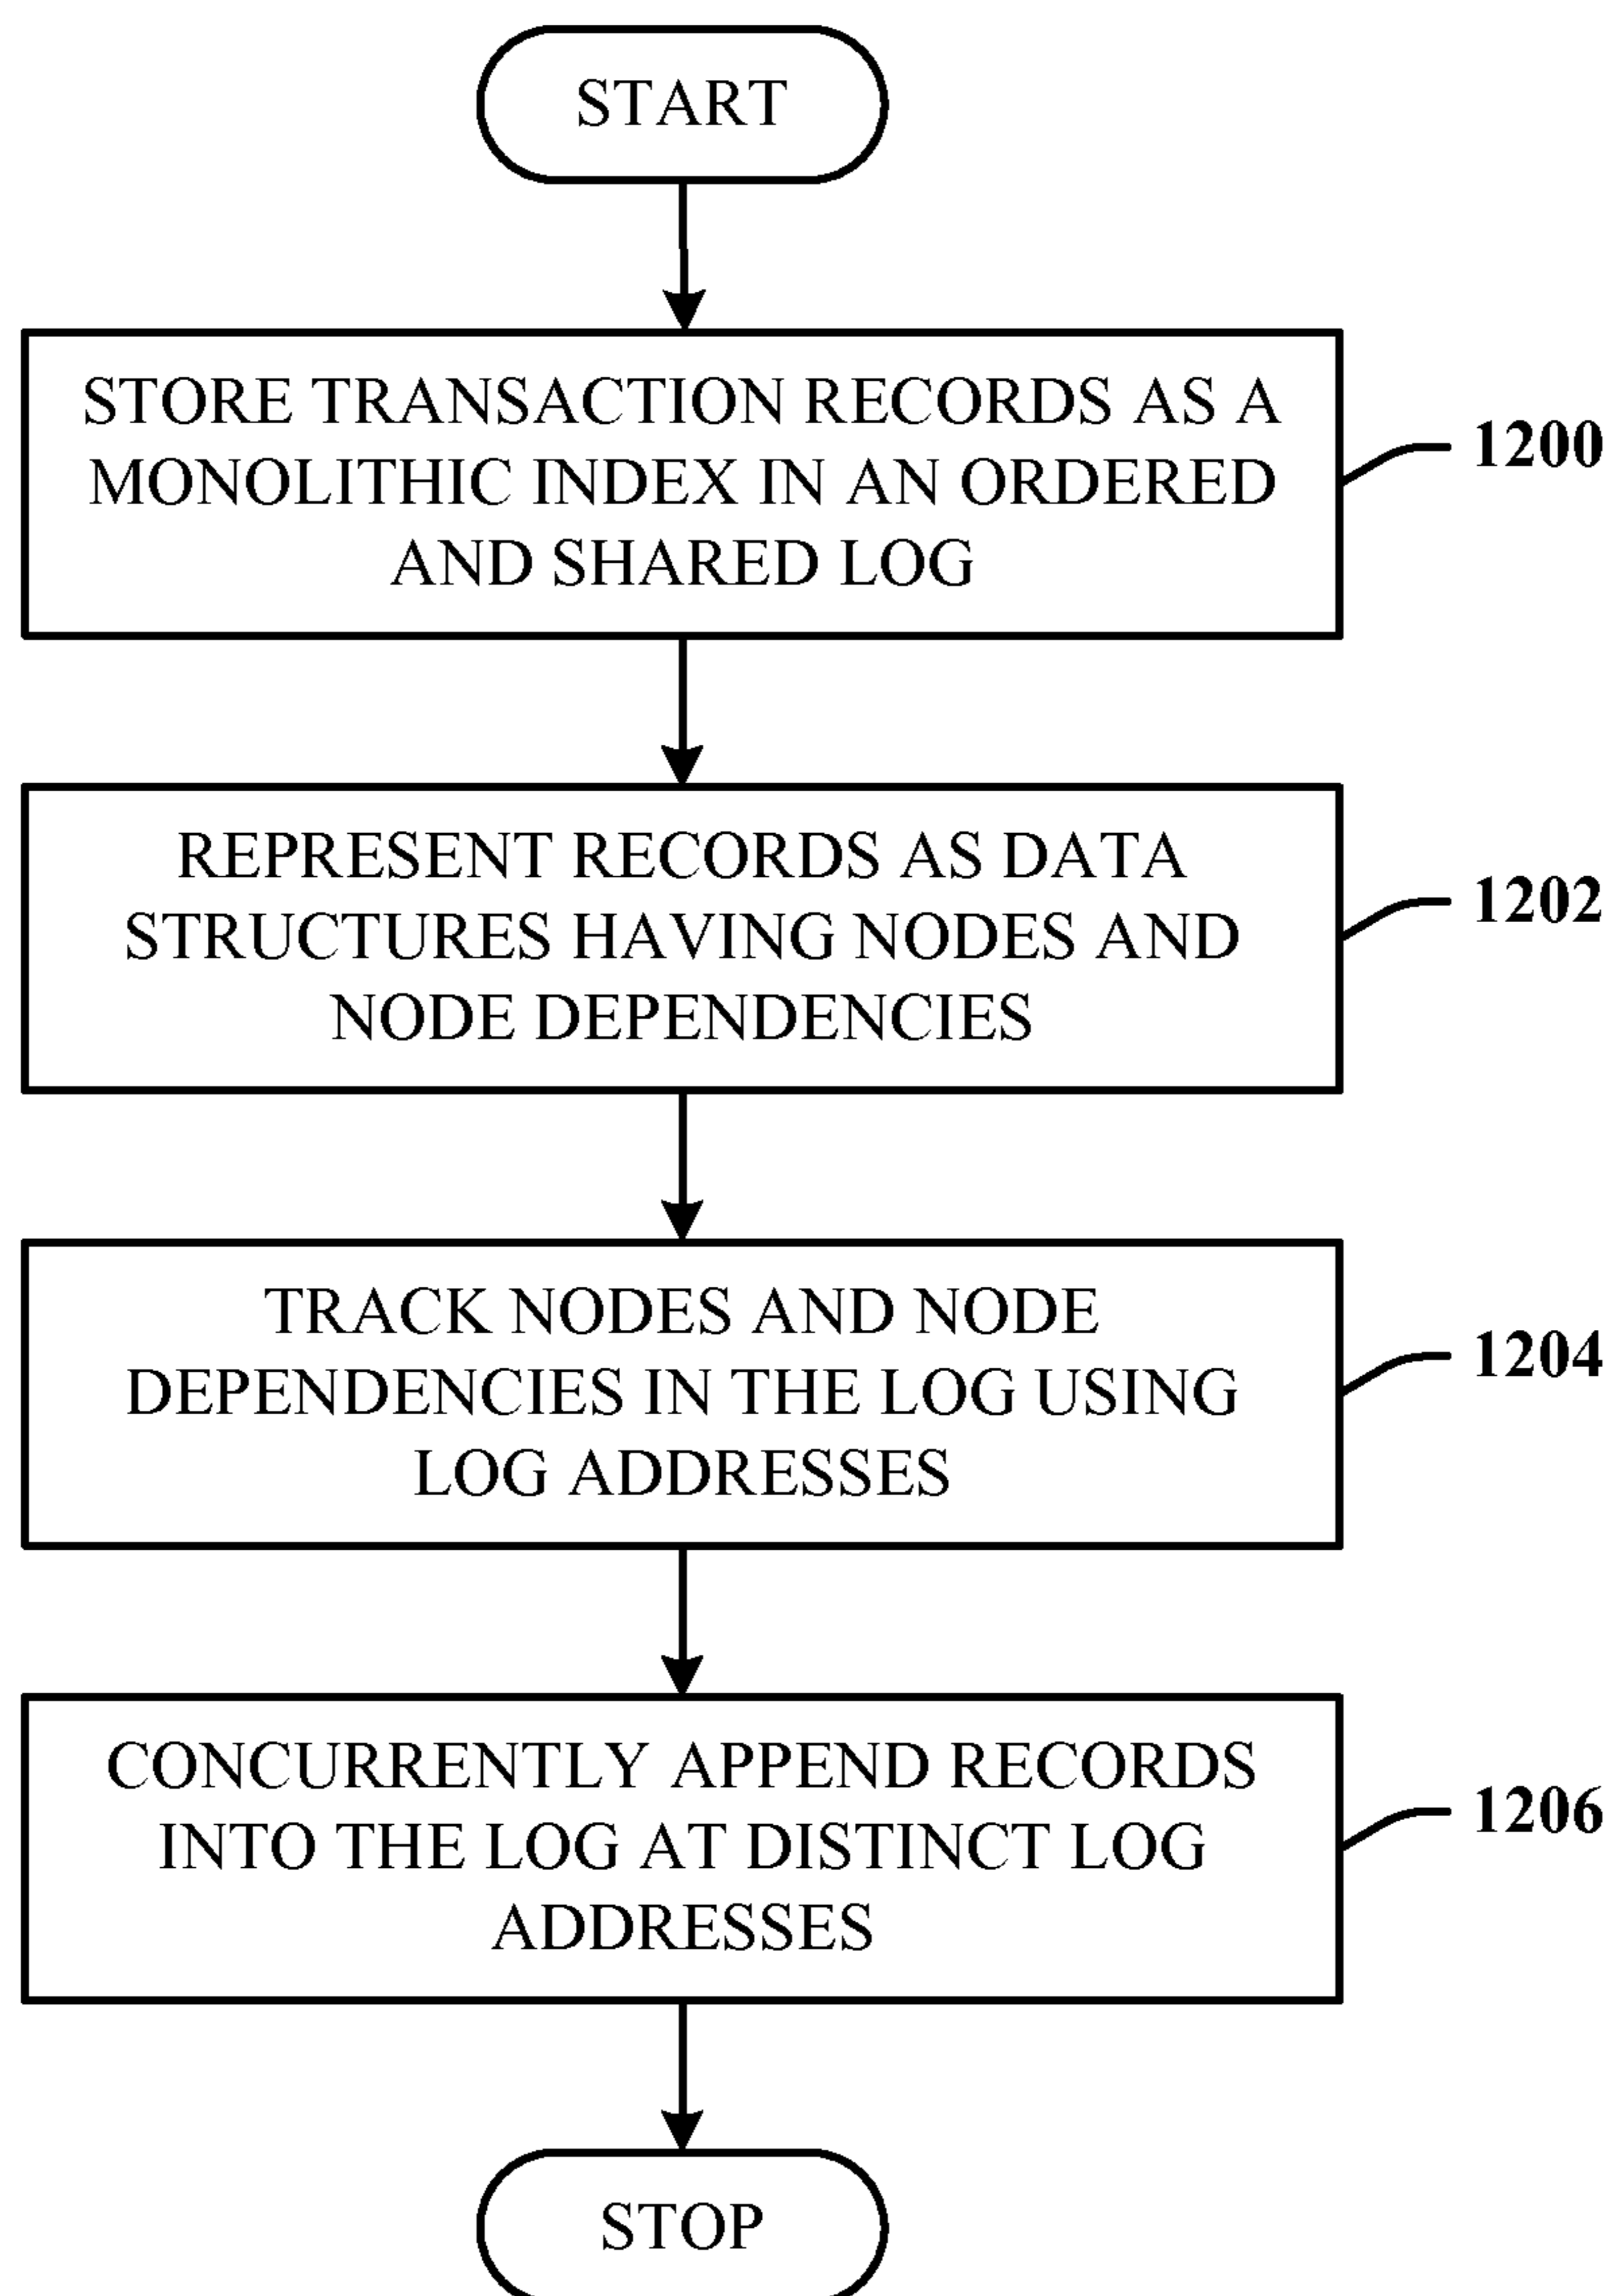 START
STORE TRANSACTION RECORDS AS A
MONOLITHIC INDEX IN AN ORDERED
AND SHARED LOG
1200
REPRESENT RECORDS AS DATA
STRUCTURES HAVING NODES AND
NODE DEPENDENCIES
1202
TRACK NODES AND NODE
DEPENDENCIES IN THE LOG USING
LOG ADDRESSES
1204
CONCURRENTLY APPEND RECORDS
INTO THE LOG AT DISTINCT LOG
ADDRESSES
1206
STOP